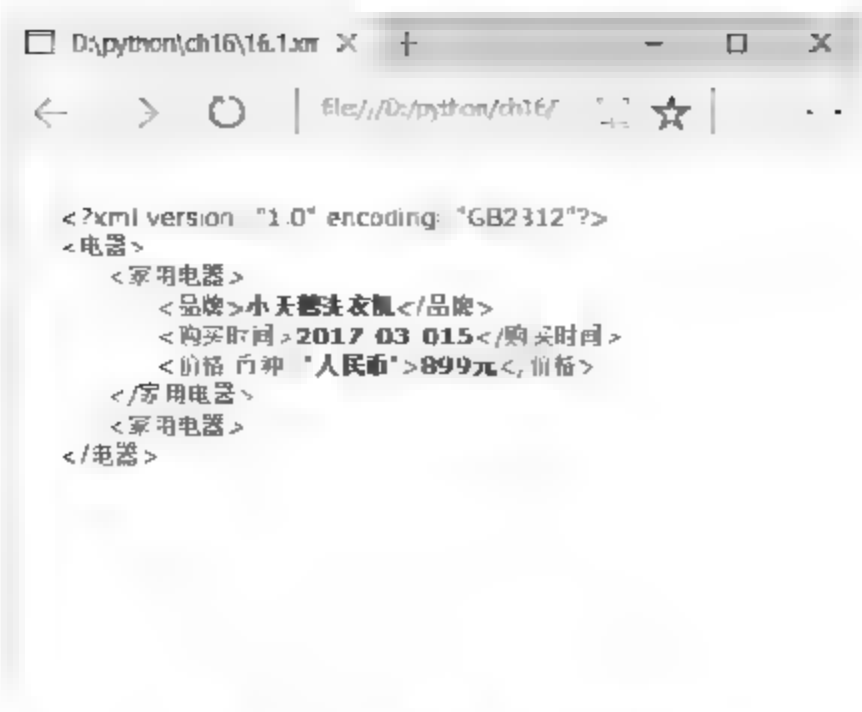 D:\python\ch16\16.1.xm
file:///D:/python/ch16/
<?xml version "1.0" encoding "GB2312"?>
<电器>
<家用电器>
<品牌>小天鹅洗衣机</品牌>
<购买时间>2017 03 015</购买时间>
<价格 币种 "人民币">899元</价格>
</家用电器>
<家用电器>
</电器>